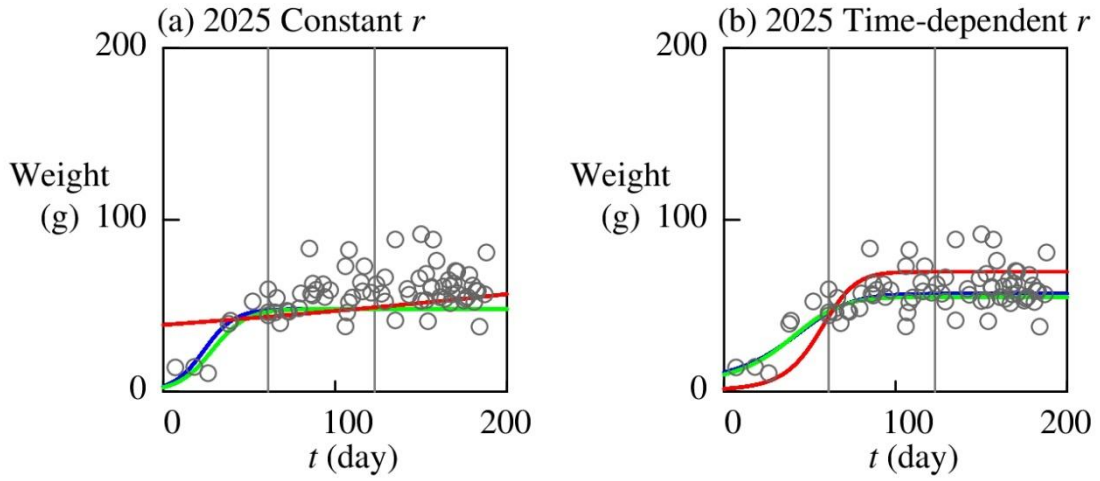 (a) 2025 Constant r
200
Weight
(g) 100
0
0 100 200
t (day)
(b) 2025 Time-dependent r
200
Weight
(g) 100
0
0 100 200
t (day)